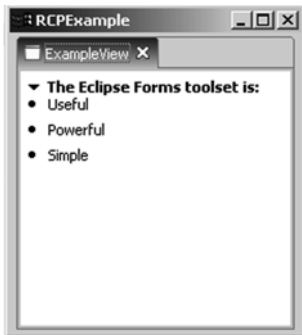 RCPExample
ExampleView
The Eclipse Forms toolset is:
Useful
Powerful
Simple